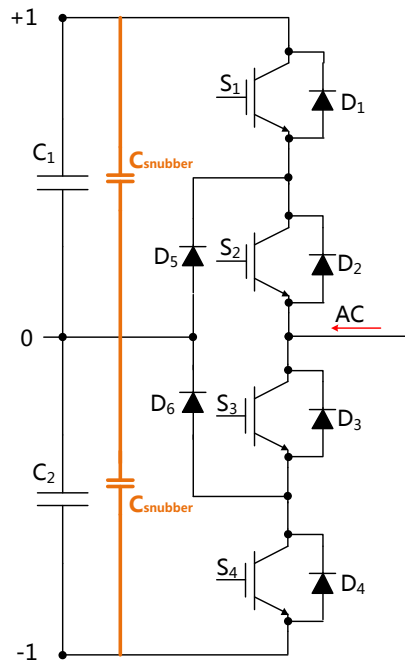 +1
S1
D1
C1
Csnubber
D5
S2
D2
AC
0
D6
S3
D3
C2
Csnubber
S4
D4
-1